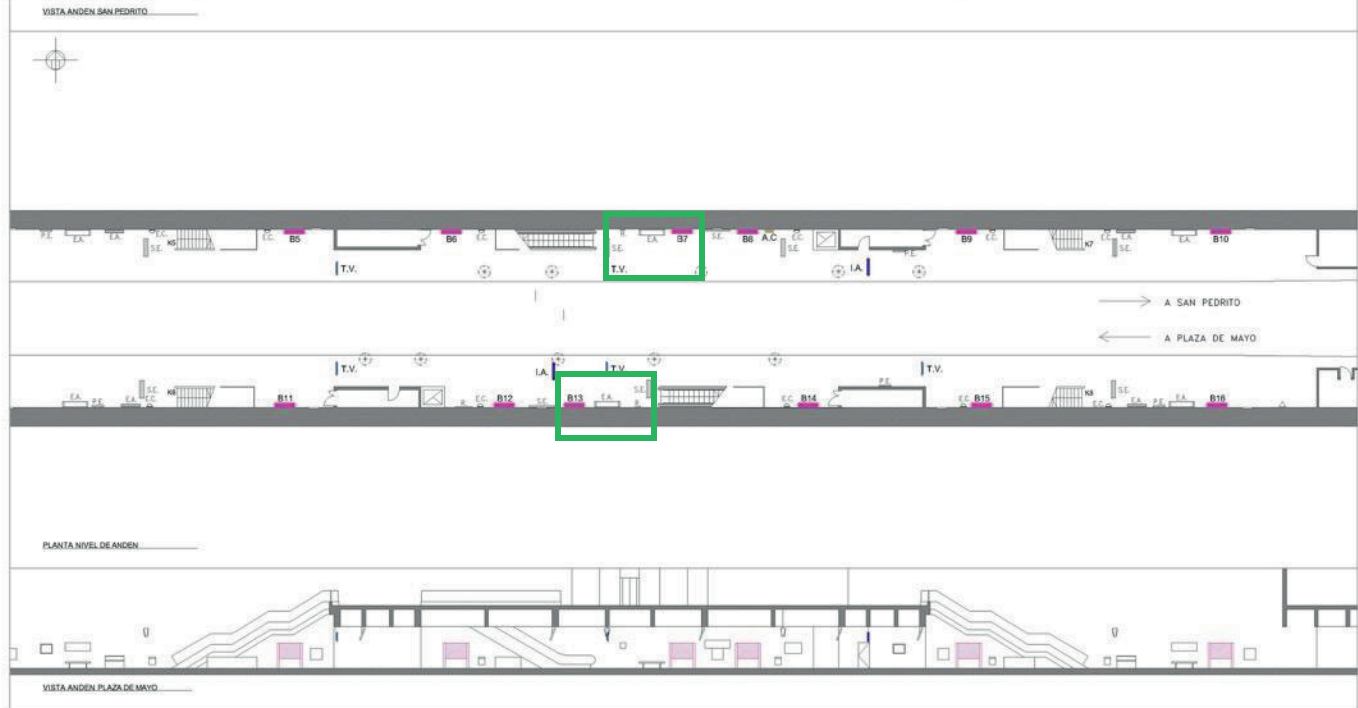 VISTA ANDEN SAN PEDRITO
P.E. E.A. E.A. E.C. S.E. K5 E.C. B5 B6 E.C. R. S.E. E.A. B7 S.E. B8 A.C S.E. P.E. B9 E.C. K7 E.C. E.A. S.E. E.A. B10
T.V. T.V. I.A.
A SAN PEDRITO
A PLAZA DE MAYO
T.V. I.A. T.V. T.V.
E.A. P.E. E.A. S.E. E.C. K6 B11 R. E.C. B12 S.E. B13 E.A. S.E. R. E.C. B14 P.E. E.C. B15 K8 S.E. E.C. E.A. P.E. E.A. B16
PLANTA NIVEL DE ANDEN
VISTA ANDEN PLAZA DE MAYO